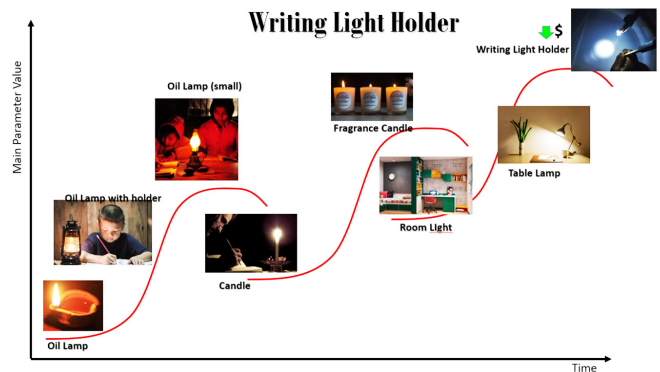 Writing Light Holder
$
Writing Light Holder
Oil Lamp (small)
Fragrance Candle
Table Lamp
Oil Lamp with holder
Room Light
Candle
Oil Lamp
Main Parameter Value
Time